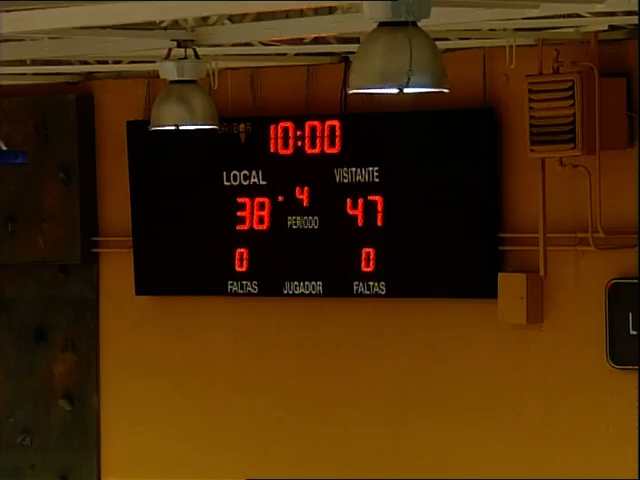 10:00
LOCAL VISITANTE
38 4 47
PERIODO
0 0
FALTAS JUGADOR FALTAS
L